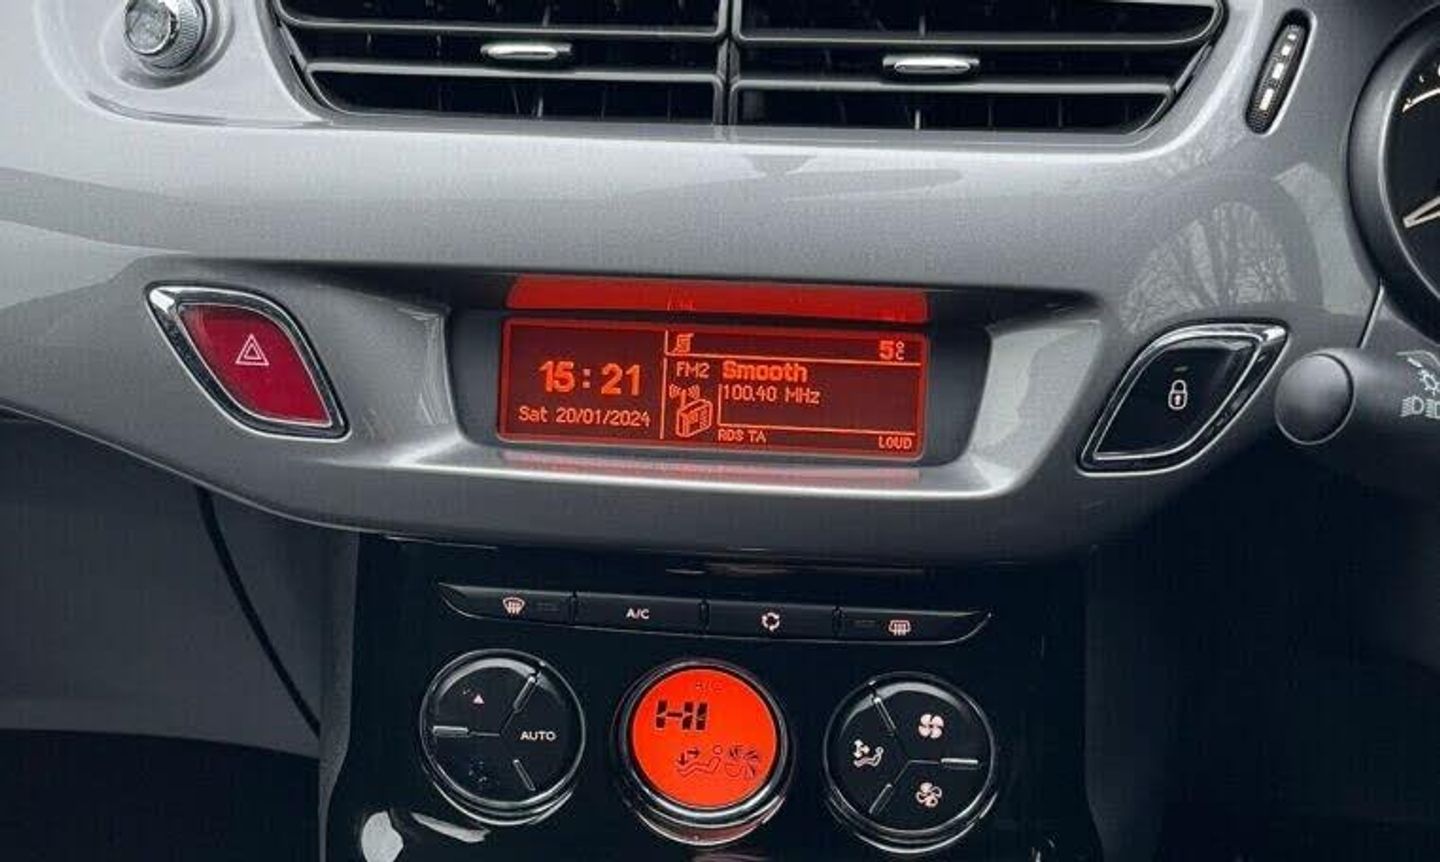 5°C
15:21
FM2 Smooth
100.40 MHz
Sat 20/01/2024
RDS TA
LOUD
A/C
AUTO
A/C
HI